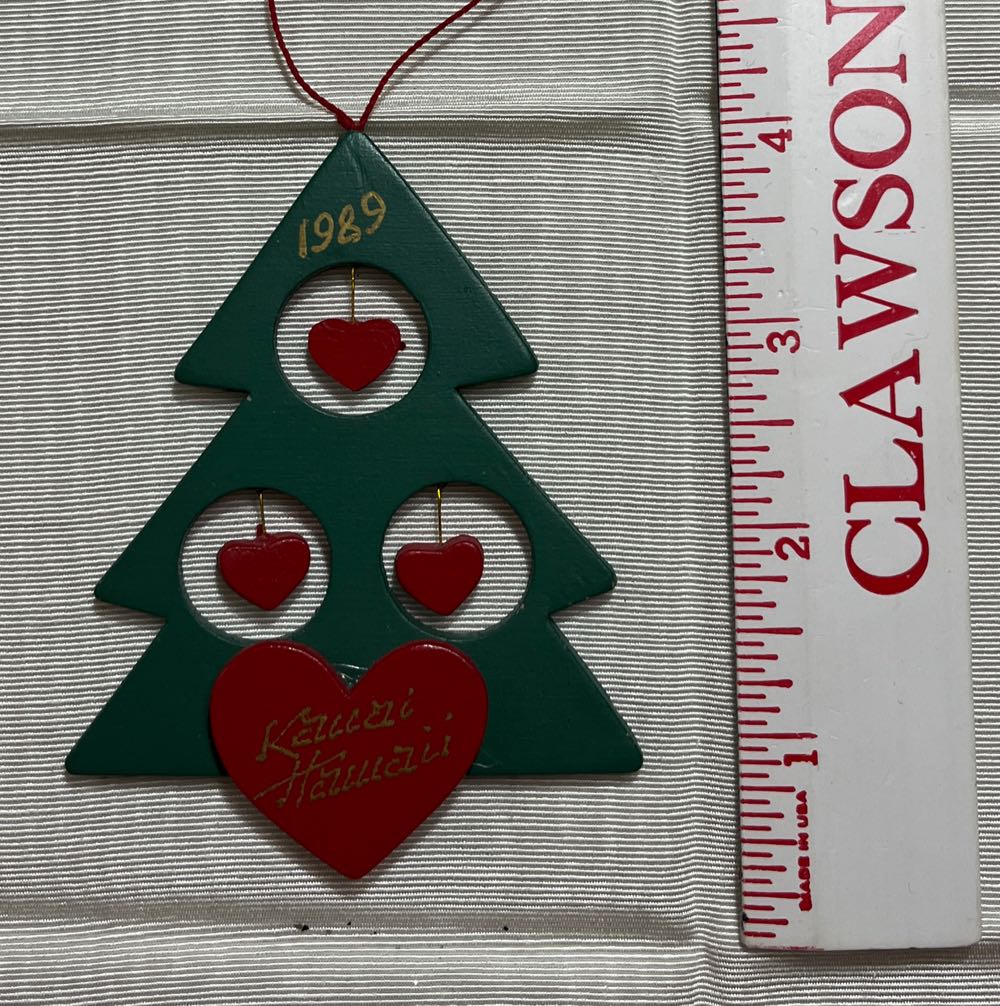 1989
Kauai
Hawaii
4
3
2
1
CLAWSON
MADE IN USA